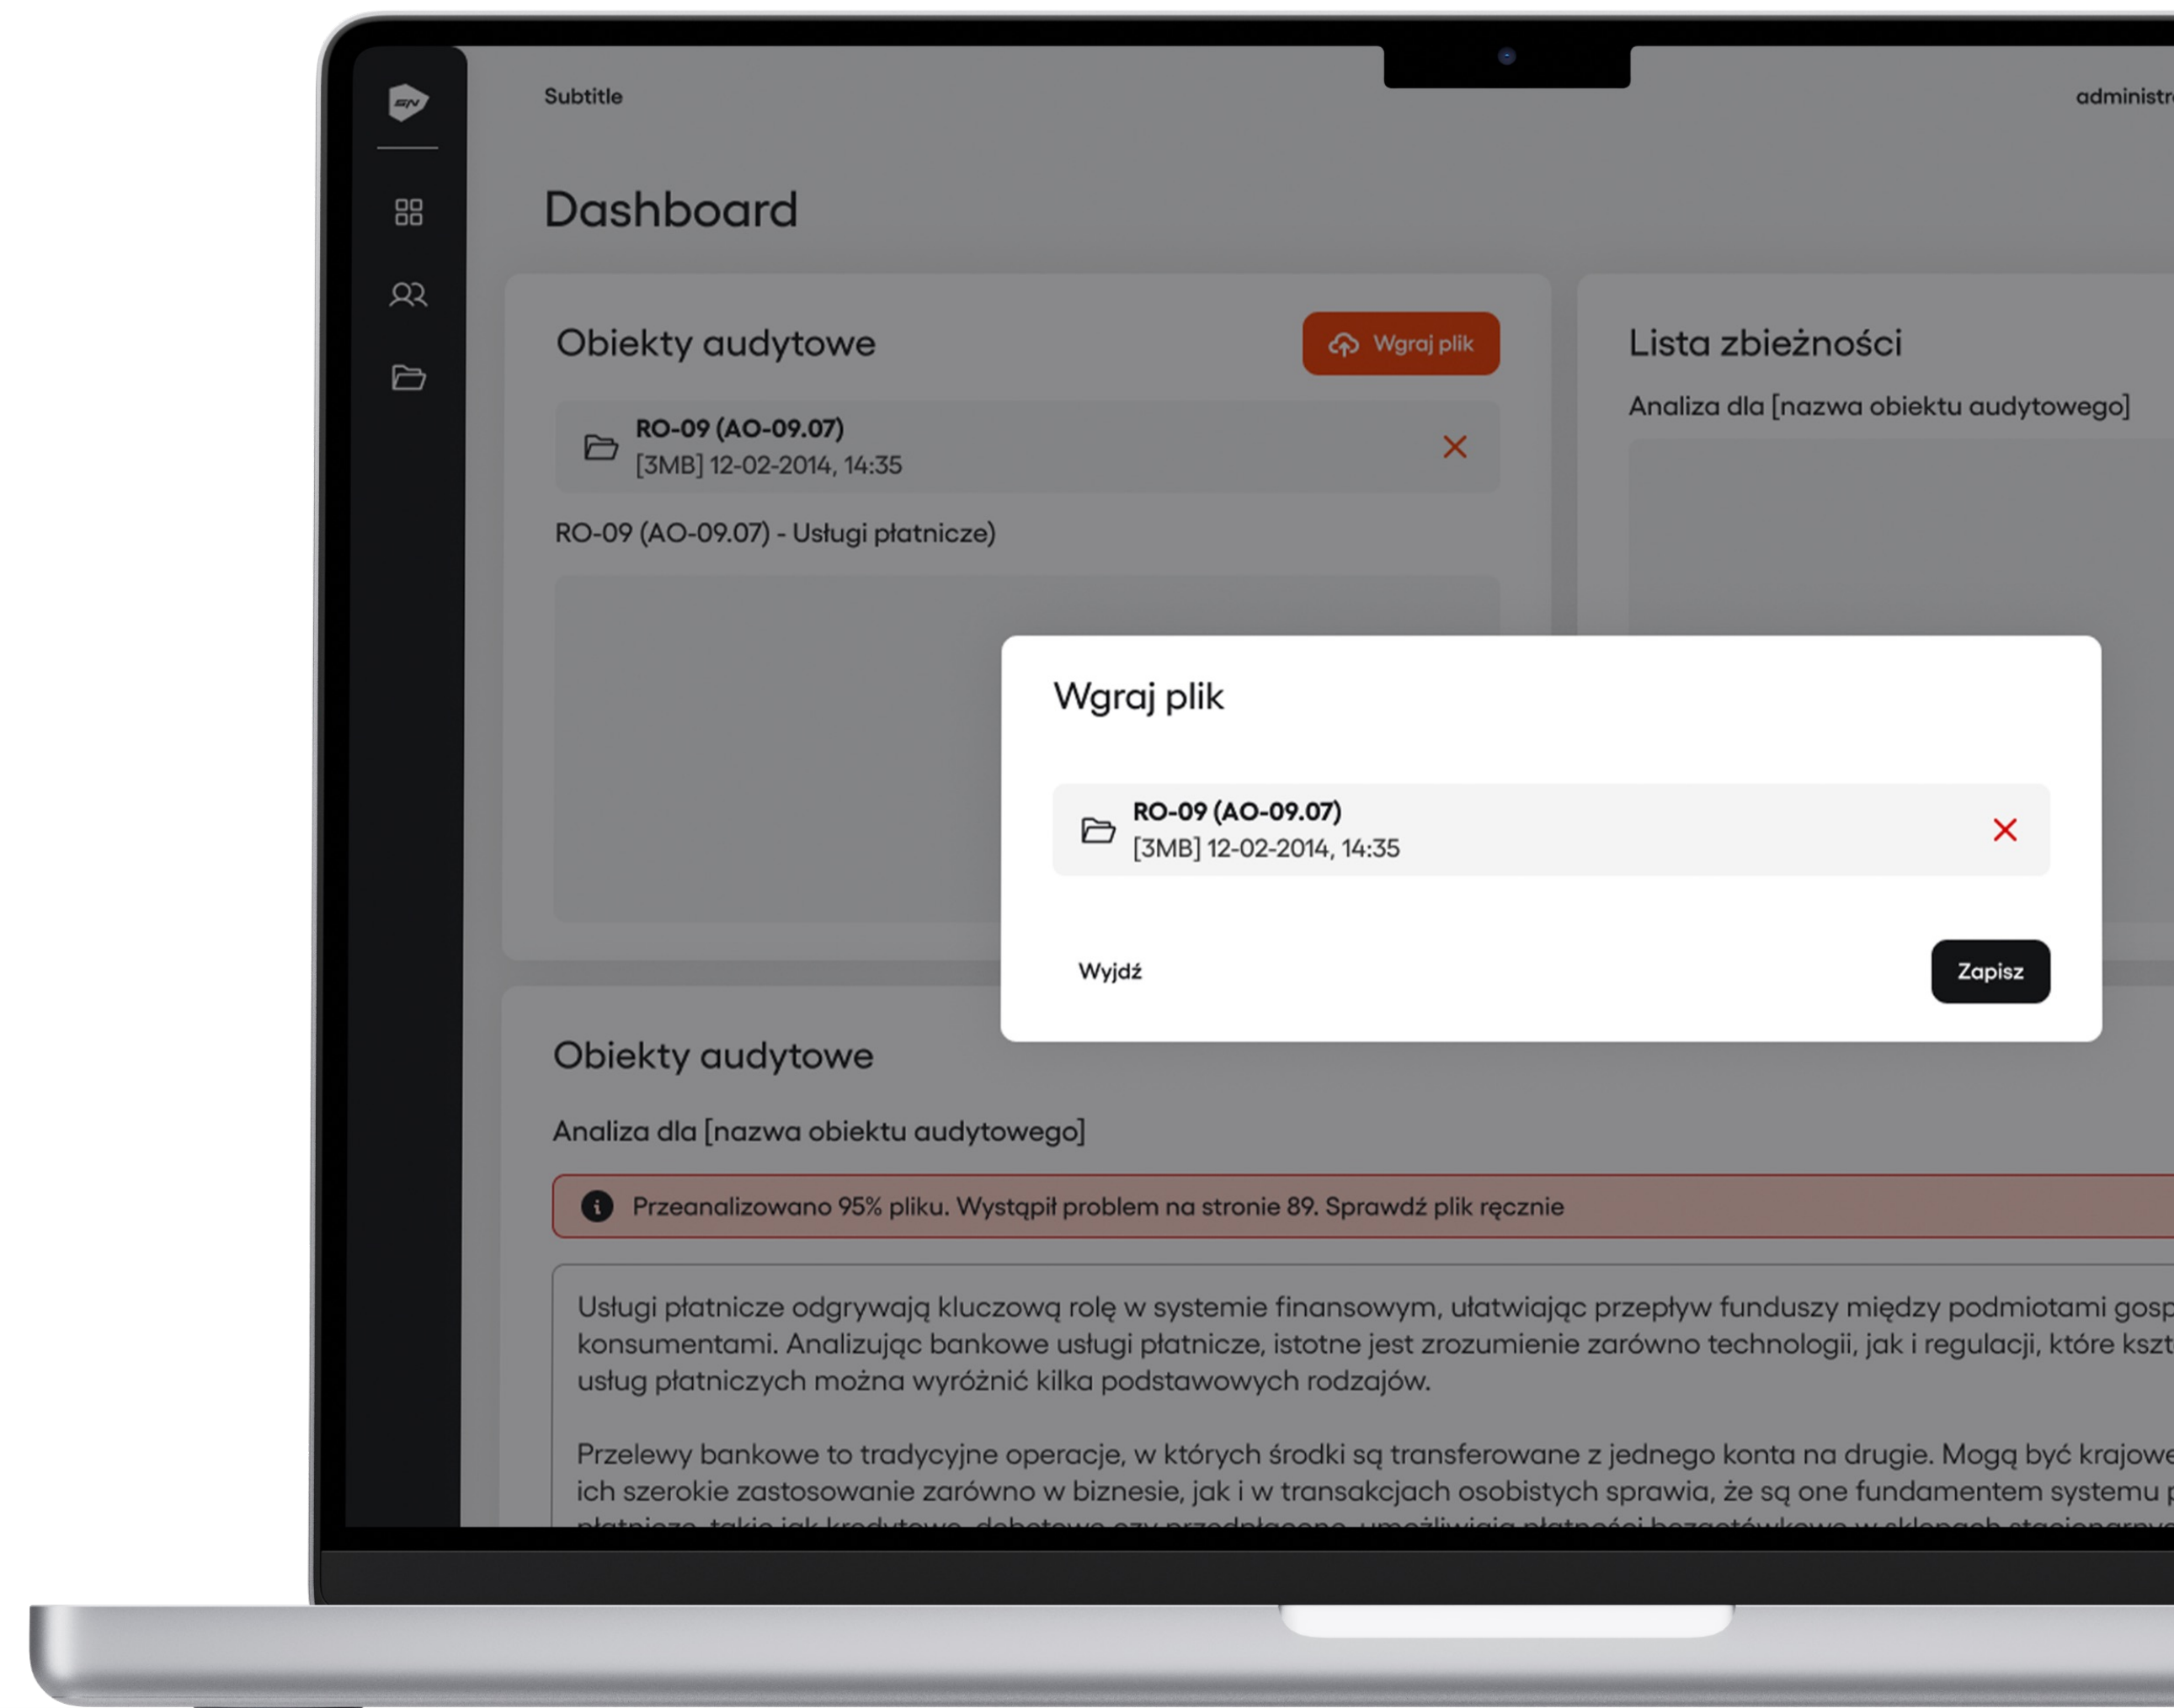 SN
Subtitle
Dashboard
Obiekty audytowe
Wgraj plik
RO-09 (AO-09.07)
[3MB] 12-02-2014, 14:35
RO-09 (AO-09.07) - Usługi płatnicze)
Lista zbieżności
Analiza dla [nazwa obiektu audytowego]
Wgraj plik
RO-09 (AO-09.07)
[3MB] 12-02-2014, 14:35
Wyjdź
Zapisz
Obiekty audytowe
Analiza dla [nazwa obiektu audytowego]
Przeanalizowano 95% pliku. Wystąpił problem na stronie 89. Sprawdź plik ręcznie
Usługi płatnicze odgrywają kluczową rolę w systemie finansowym, ułatwiając przepływ funduszy między podmiotami
konsumentami. Analizując bankowe usługi płatnicze, istotne jest zrozumienie zarówno technologii, jak i regulacji, które
usług płatniczych można wyróżnić kilka podstawowych rodzajów.
Przelewy bankowe to tradycyjne operacje, w których środki są transferowane z jednego konta na drugie. Mogą być krajowe
ich szerokie zastosowanie zarówno w biznesie, jak i w transakcjach osobistych sprawia, że są one fundamentem systemu